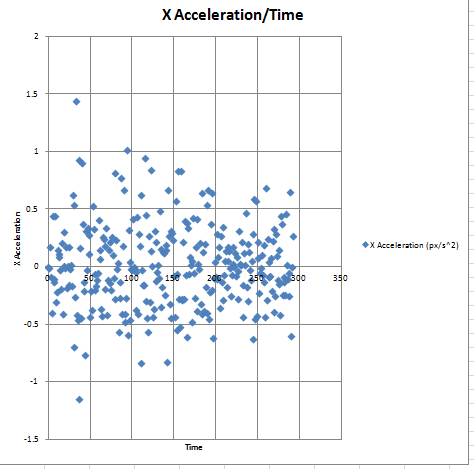 X Acceleration/Time
2
1.5
1
0.5
0
-0.5
-1
-1.5
0 50 100 150 200 250 300 350
X Acceleration
Time
X Acceleration (px/s^2)